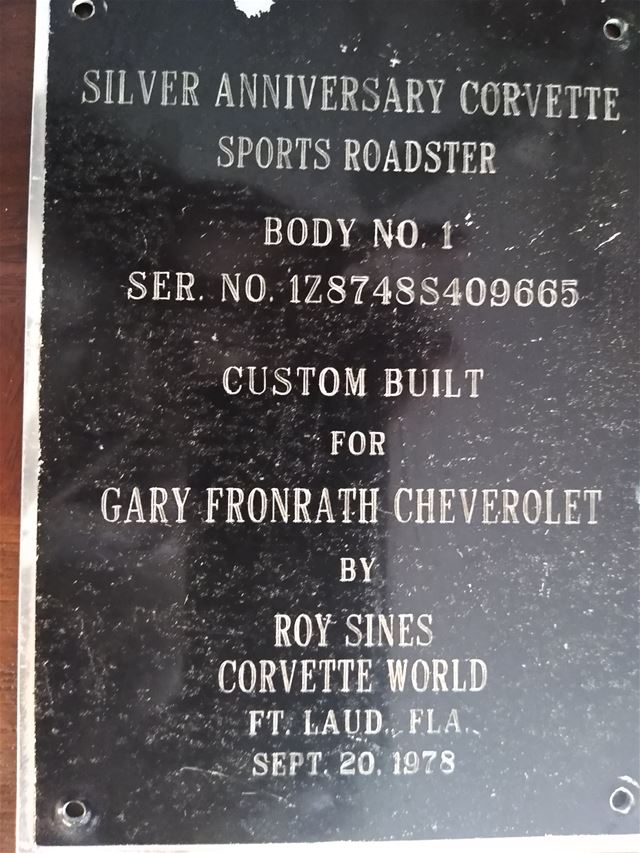 SILVER ANNIVERSARY CORVETTE
SPORTS ROADSTER
BODY NO. 1
SER. NO. 1Z8748S409665
CUSTOM BUILT
FOR
GARY FRONRATH CHEVEROLET
BY
ROY SINES
CORVETTE WORLD
FT. LAUD., FLA.
SEPT. 20, 1978